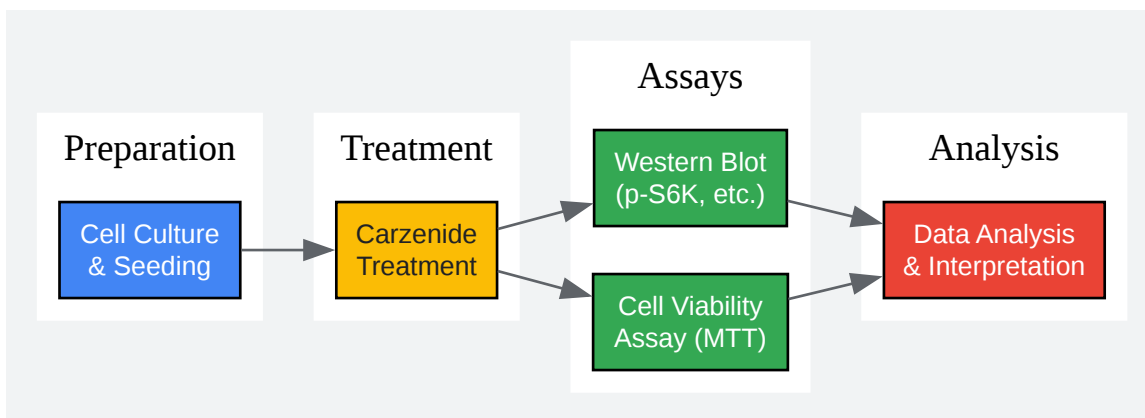 Preparation
Cell Culture
& Seeding
Treatment
Carzenide
Treatment
Assays
Western Blot
(p-S6K, etc.)
Cell Viability
Assay (MTT)
Analysis
Data Analysis
& Interpretation